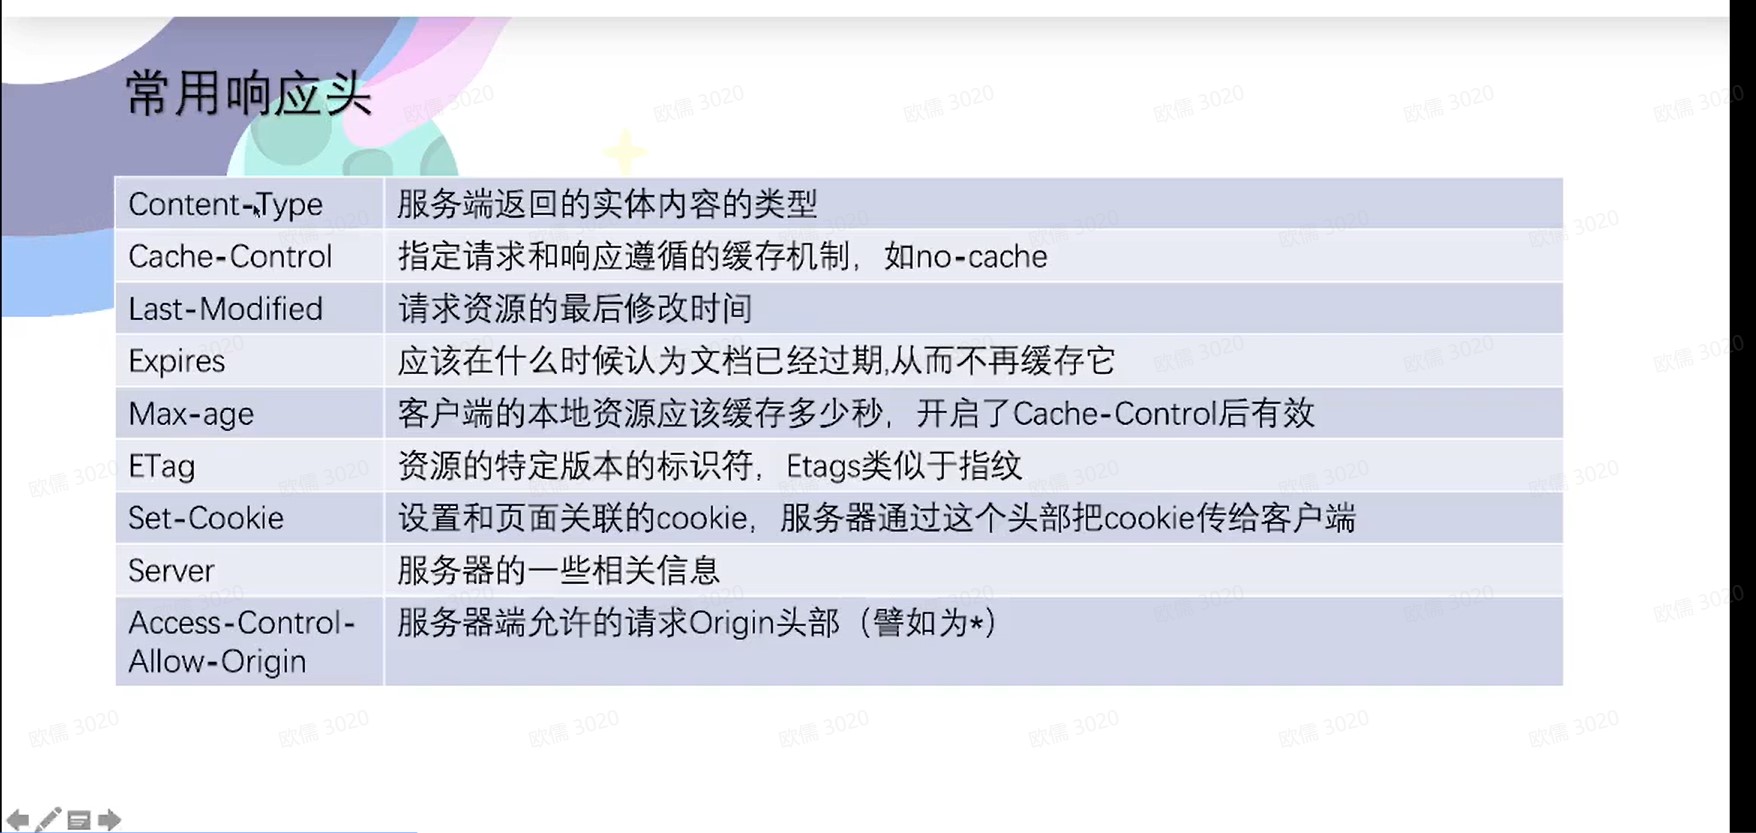 常用响应头
Content-Type 服务端返回的实体内容的类型
Cache-Control 指定请求和响应遵循的缓存机制，如no-cache
Last-Modified 请求资源的最后修改时间
Expires 应该在什么时候认为文档已经过期,从而不再缓存它
Max-age 客户端的本地资源应该缓存多少秒，开启了Cache-Control后有效
ETag 资源的特定版本的标识符，Etags类似于指纹
Set-Cookie 设置和页面关联的cookie，服务器通过这个头部把cookie传给客户端
Server 服务器的一些相关信息
Access-Control- 服务器端允许的请求Origin头部（譬如为*）
Allow-Origin
欧儒 3020